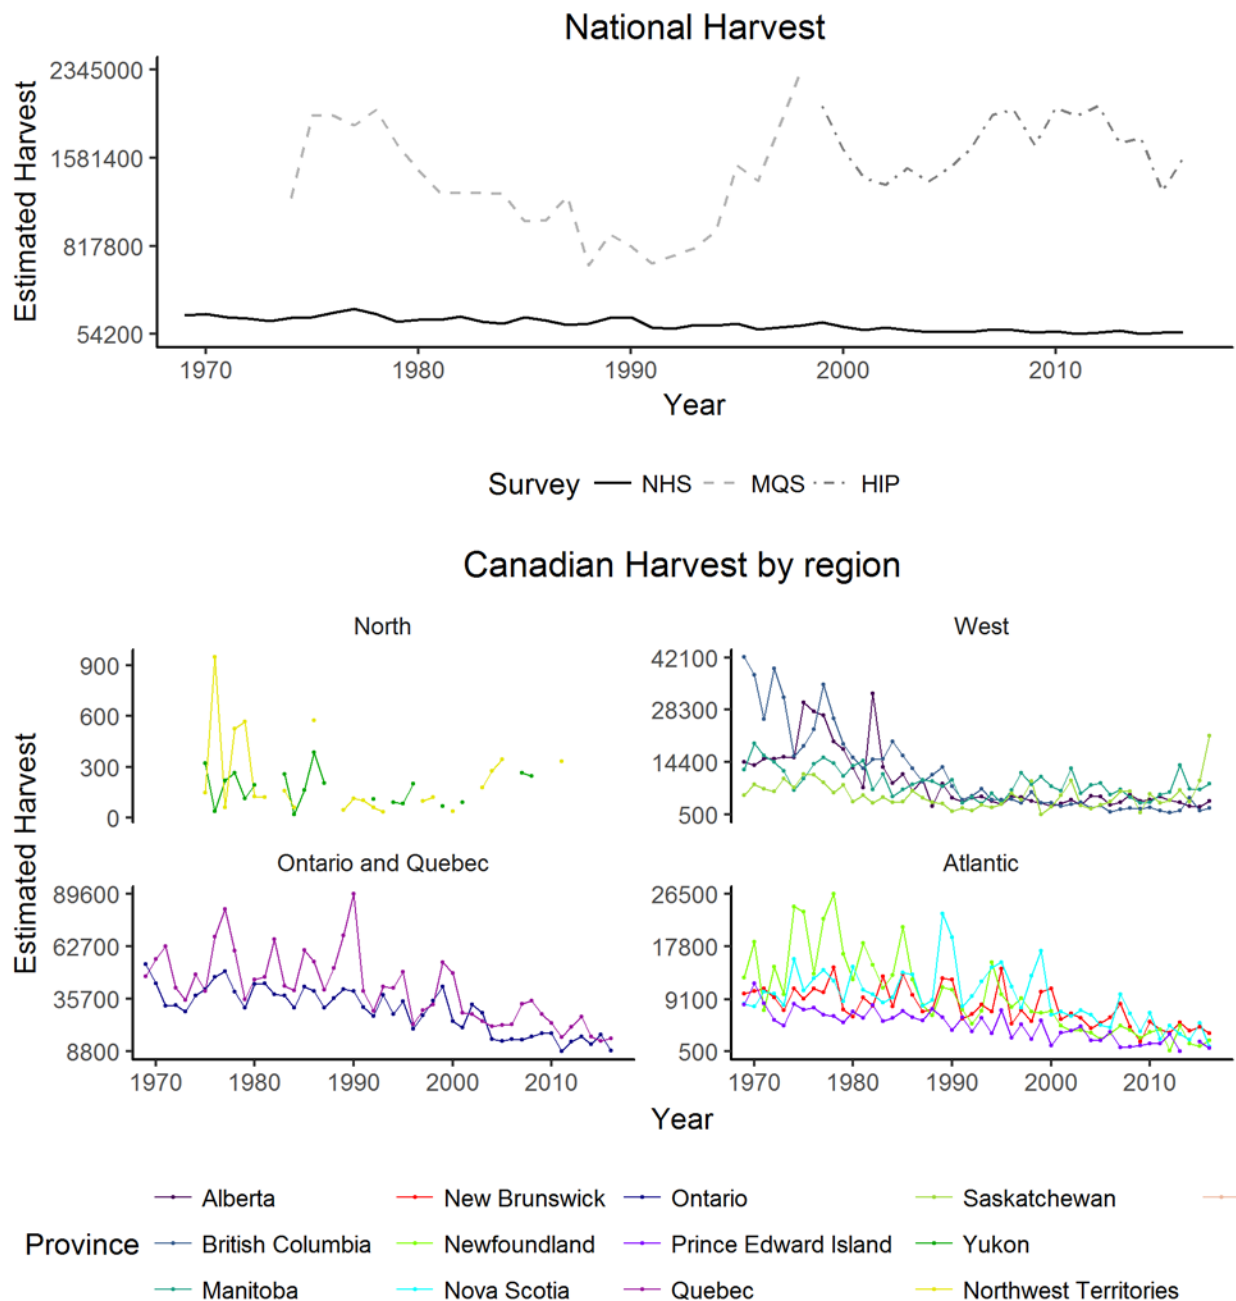 National Harvest
Estimated Harvest
2345000
1581400
817800
54200
1970 1980 1990 2000 2010
Year
Survey NHS MQS HIP
Canadian Harvest by region
Estimated Harvest
North
900
600
300
0
West
42100
28300
14400
500
Ontario and Quebec
89600
62700
35700
8800
1970 1980 1990 2000 2010
Atlantic
26500
17800
9100
500
1970 1980 1990 2000 2010
Year
Province
Alberta New Brunswick Ontario Saskatchewan
British Columbia Newfoundland Prince Edward Island Yukon
Manitoba Nova Scotia Quebec Northwest Territories